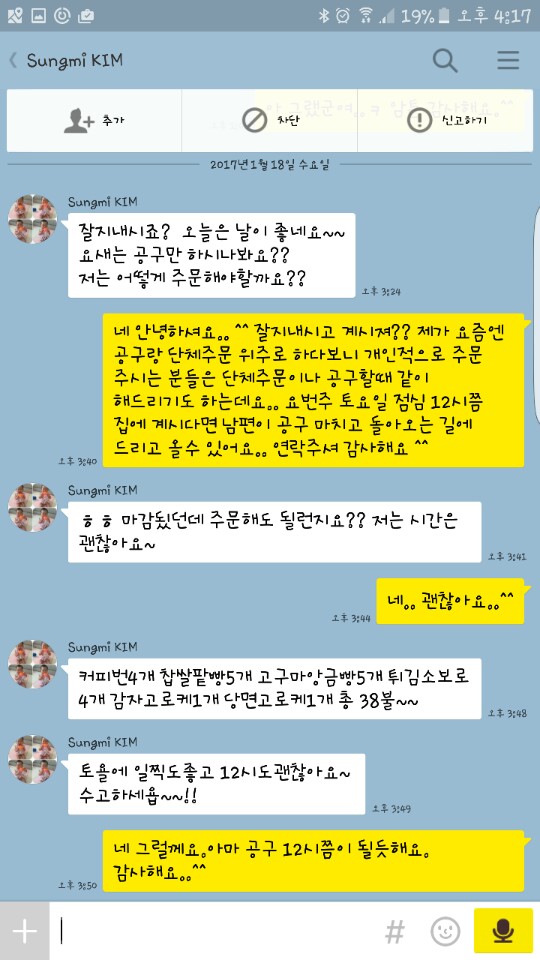 19% 오후 4:17
Sungmi KIM
추가
차단
신고하기
2017년 1월 18일 수요일
Sungmi KIM
잘지내시죠? 오늘은 날이 좋네요~~
요새는 공구만 하시나봐요??
저는 어떻게 주문해야할까요??
오후 3:24
네 안녕하셔요.. ^^ 잘지내시고 계시져?? 제가 요즘엔
공구랑 단체주문 위주로 하다보니 개인적으로 주문
주시는 분들은 단체주문이나 공구할때 같이
해드리기도 하는데요.. 요번주 토요일 점심 12시쯤
집에 계시다면 남편이 공구 마치고 돌아오는 길에
드리고 올수 있어요.. 연락주셔 감사해요 ^^
오후 3:40
Sungmi KIM
ㅎㅎ 마감됬던데 주문해도 될런지요?? 저는 시간은
괜찮아요~
오후 3:41
네.. 괜찮아요..^^
오후 3:44
Sungmi KIM
커피번4개 찹쌀팥빵5개 고구마앙금빵5개 튀김소보로
4개 감자고로케1개 당면고로케1개 총 38불~~
오후 3:48
Sungmi KIM
토욜에 일찍도좋고 12시도괜찮아요~
수고하세욥~~!!
오후 3:49
네 그럴께요.아마 공구 12시쯤이 될듯해요.
감사해요..^^
오후 3:50
#